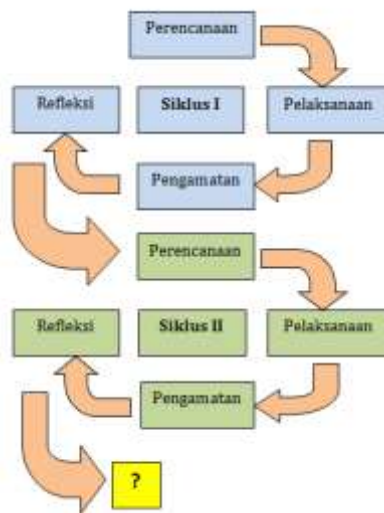 Perencanaan
Refleksi
Siklus I
Pelaksanaan
Pengamatan
Perencanaan
Refleksi
Siklus II
Pelaksanaan
Pengamatan
?